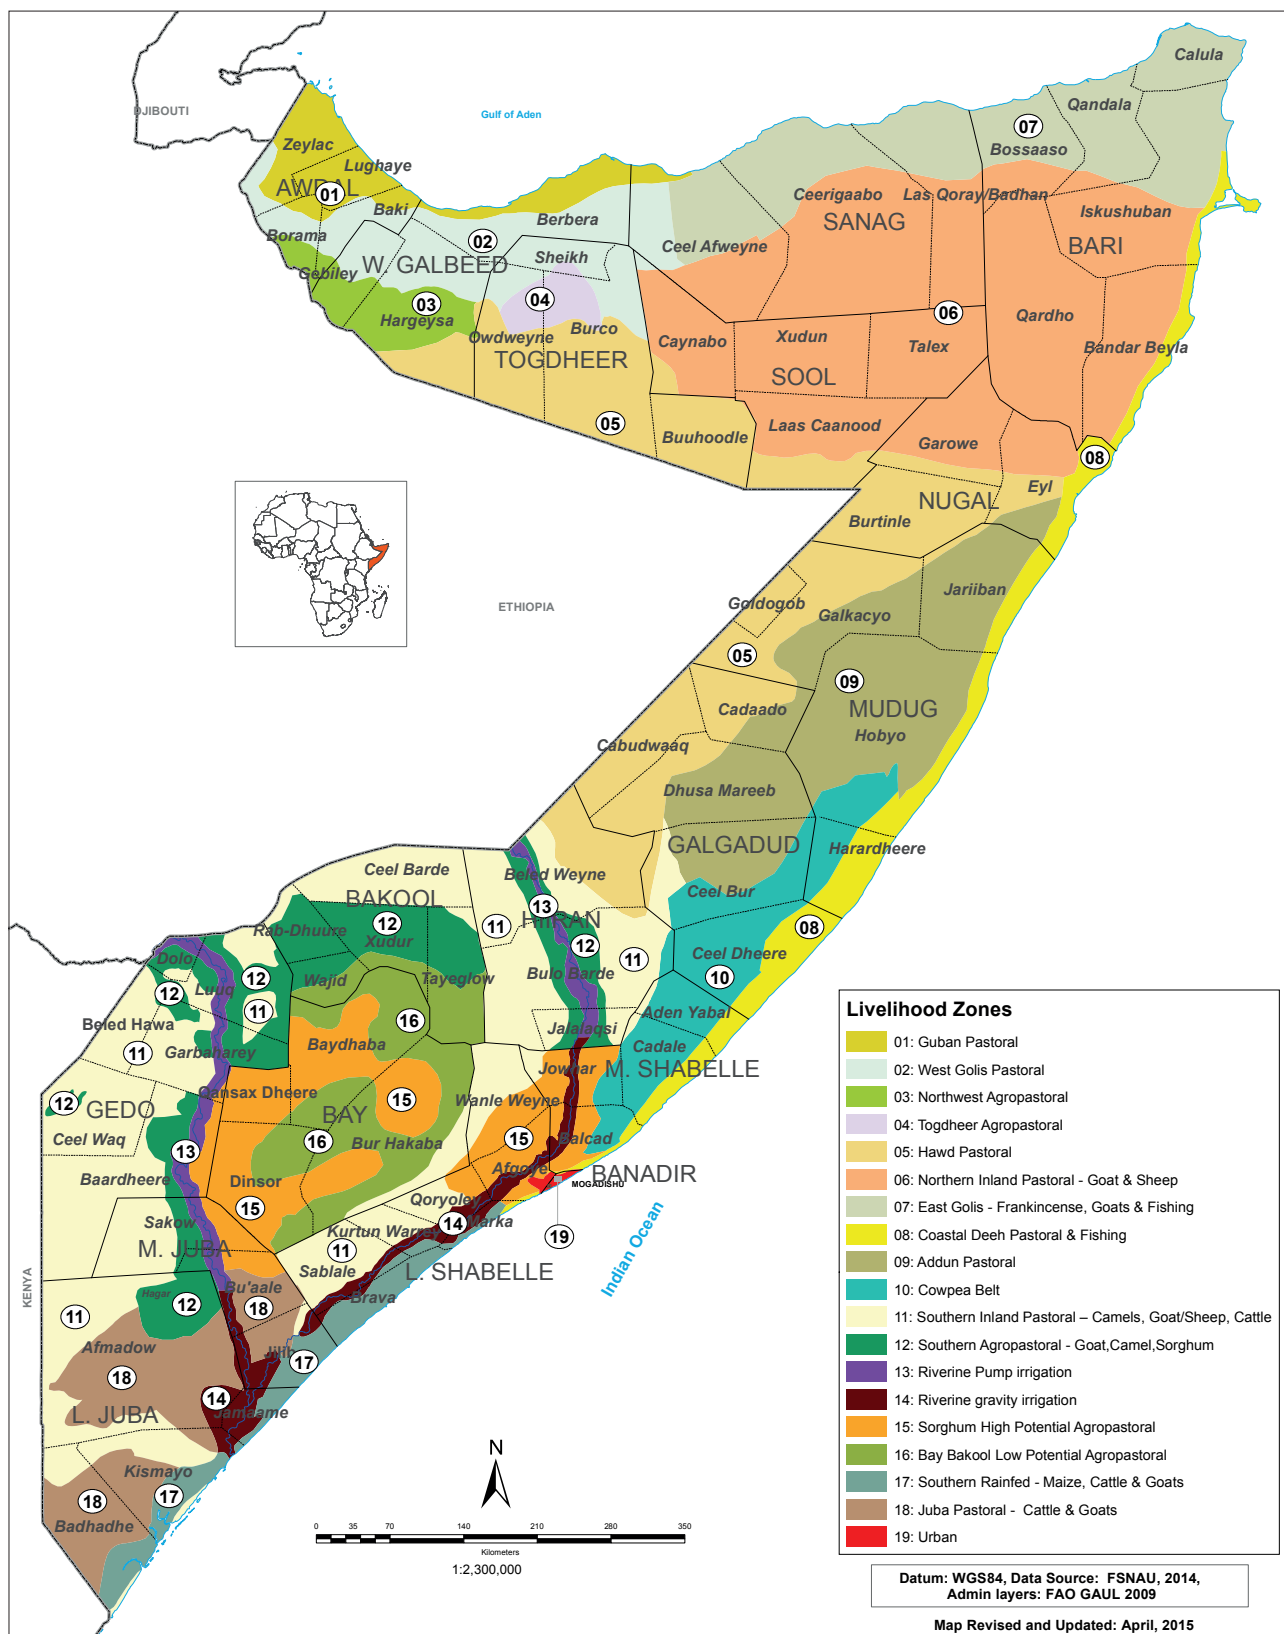 Calula
Qandala
DJIBOUTI
Gulf of Aden
07
Zeylac
Bossaaso
Lughaye
AWDAL
01
Ceerigaabo
Las Qoray/Badhan
Baki
Iskushuban
Berbera
SANAG
Borama
02
Ceel Afweyne
BARI
Sheikh
W. GALBEED
Gebiley
04
03
06
Qardho
Hargeysa
Burco
Owdweyne
Xudun
Caynabo
Talex
Bandar Beyla
TOGDHEER
SOOL
05
Laas Caanood
Buuhoodle
Garowe
08
Eyl
NUGAL
Burtinle
Jariiban
Goldogob
ETHIOPIA
Galkacyo
05
09
Cadaado
MUDUG
Hobyo
Cabudwaaq
Dhusa Mareeb
GALGADUD
Harardheere
Ceel Barde
Beled Weyne
Ceel Bur
BAKOOL
13
HIIRAN
12
11
08
Rab-Dhuure
Xudur
12
Dolo
Ceel Dheere
11
Wajid
Tayeglow
Bulo Barde
12
10
Luuq
12
11
Aden Yabal
16
Beled Hawa
Jalalaqsi
Baydhaba
Cadale
11
Garbaharey
Jowhar
M. SHABELLE
Qansax Dheere
12
GEDO
15
Wanle Weyne
BAY
15
Ceel Waq
16
Bur Hakaba
Balcad
13
Afgoye
BANADIR
Baardheere
Dinsor
MOGADISHU
Qoryoley
15
Sakow
14
Marka
Kurtun Warrey
19
M. JUBA
11
L. SHABELLE
Sablale
Indian Ocean
KENYA
Bu'aale
Hagar
12
Brava
18
11
Afmadow
Jilib
17
18
14
L. JUBA
Jamaame
N
Kismayo
18
17
Badhadhe
0 35 70 140 210 280 350
Kilometers
1:2,300,000
Livelihood Zones
01: Guban Pastoral
02: West Golis Pastoral
03: Northwest Agropastoral
04: Togdheer Agropastoral
05: Hawd Pastoral
06: Northern Inland Pastoral - Goat & Sheep
07: East Golis - Frankincense, Goats & Fishing
08: Coastal Deeh Pastoral & Fishing
09: Addun Pastoral
10: Cowpea Belt
11: Southern Inland Pastoral – Camels, Goat/Sheep, Cattle
12: Southern Agropastoral - Goat,Camel,Sorghum
13: Riverine Pump irrigation
14: Riverine gravity irrigation
15: Sorghum High Potential Agropastoral
16: Bay Bakool Low Potential Agropastoral
17: Southern Rainfed - Maize, Cattle & Goats
18: Juba Pastoral - Cattle & Goats
19: Urban
Datum: WGS84, Data Source: FSNAU, 2014,
Admin layers: FAO GAUL 2009
Map Revised and Updated: April, 2015